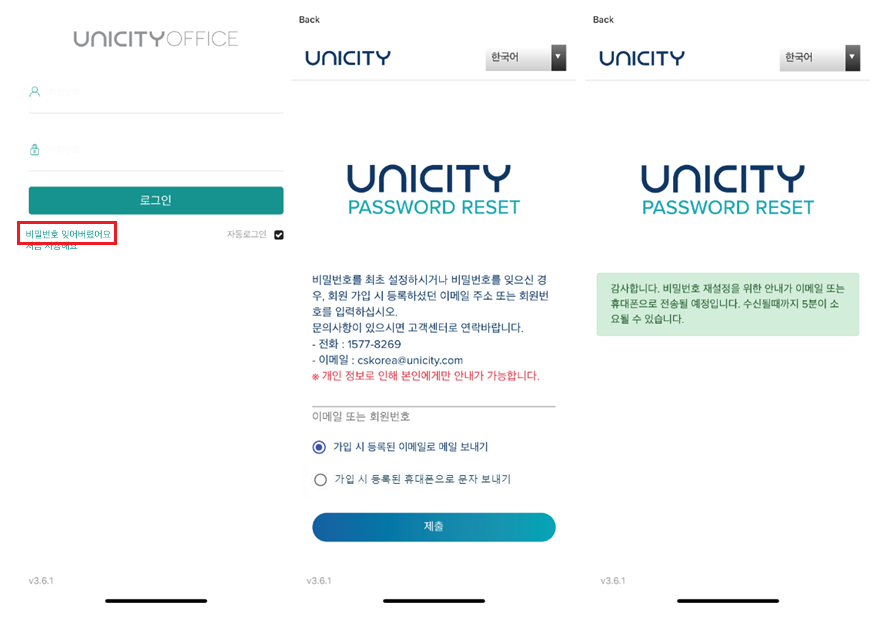 UNICITY OFFICE
로그인
비밀번호 잊어버렸어요
자동로그인
처음 사용해요
v3.6.1
Back
UNICITY
한국어
UNICITY
PASSWORD RESET
비밀번호를 최초 설정하시거나 비밀번호를 잊으신 경
우, 회원 가입 시 등록하셨던 이메일 주소 또는 회원번
호를 입력하십시오.
문의사항이 있으시면 고객센터로 연락바랍니다.
- 전화 : 1577-8269
- 이메일 : cskorea@unicity.com
※ 개인 정보로 인해 본인에게만 안내가 가능합니다.
이메일 또는 회원번호
가입 시 등록된 이메일로 메일 보내기
가입 시 등록된 휴대폰으로 문자 보내기
제출
v3.6.1
Back
UNICITY
한국어
UNICITY
PASSWORD RESET
감사합니다. 비밀번호 재설정을 위한 안내가 이메일 또는
휴대폰으로 전송될 예정입니다. 수신될때까지 5분이 소
요될 수 있습니다.
v3.6.1